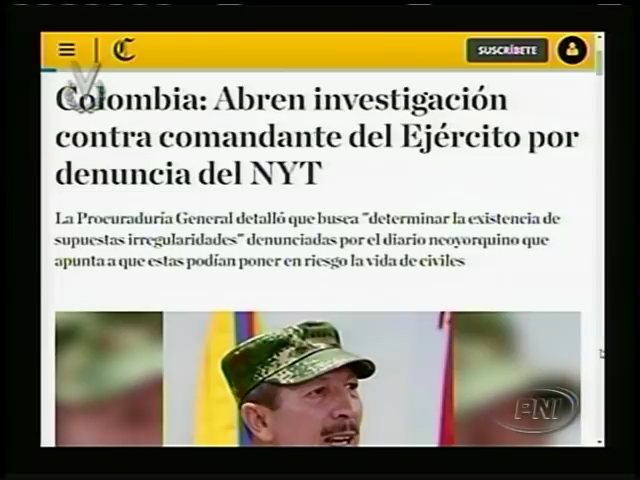 C
SUSCRÍBETE
Colombia: Abren investigación
contra comandante del Ejército por
denuncia del NYT
La Procuraduría General detalló que busca "determinar la existencia de
supuestas irregularidades" denunciadas por el diario neoyorquino que
apunta a que estas podían poner en riesgo la vida de civiles
PNI